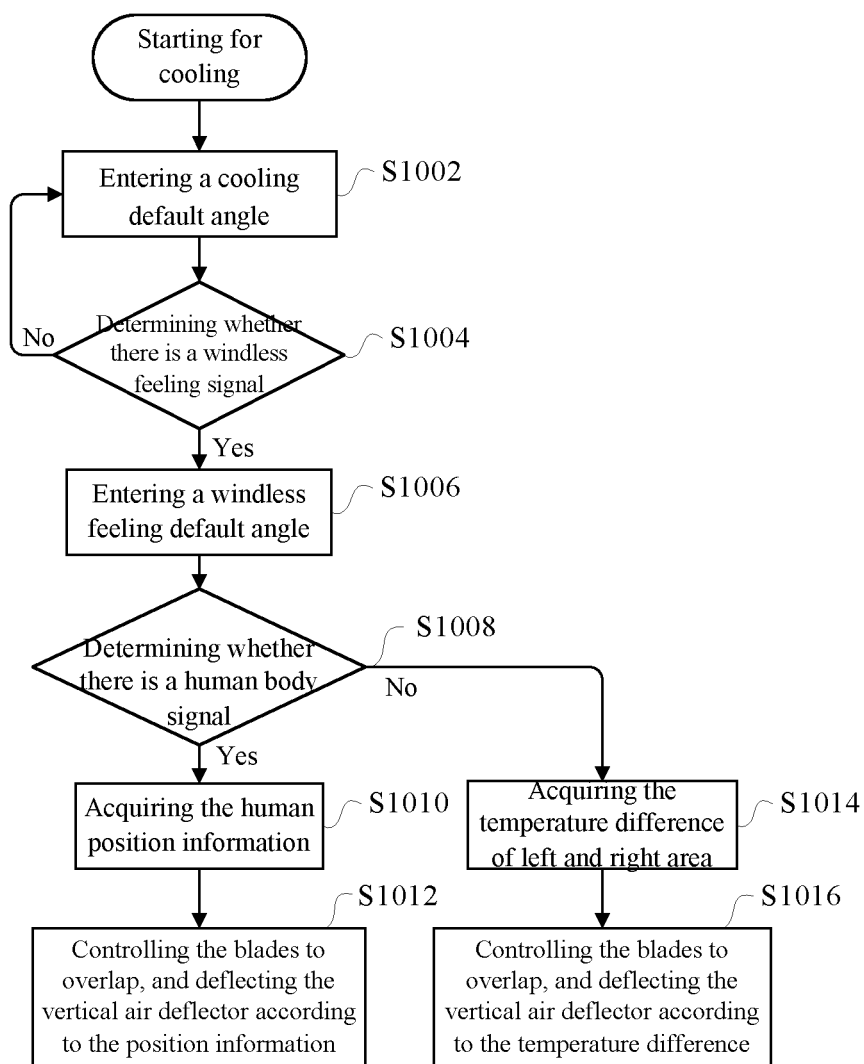 Starting for
cooling
Entering a cooling
default angle
S1002
Determining whether
there is a windless
feeling signal
S1004
No
Yes
Entering a windless
feeling default angle
S1006
Determining whether
there is a human body
signal
S1008
No
Yes
Acquiring the human
position information
S1010
Acquiring the
temperature difference
of left and right area
S1014
Controlling the blades to
overlap, and deflecting the
vertical air deflector according
to the position information
S1012
Controlling the blades to
overlap, and deflecting the
vertical air deflector according
to the temperature difference
S1016